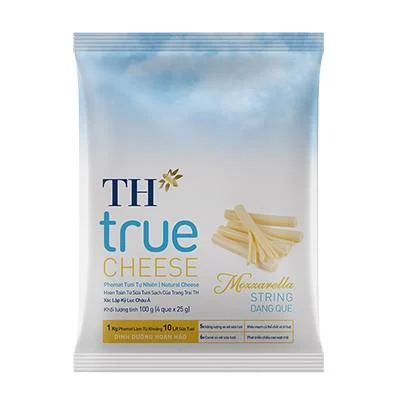 TH
true
CHEESE
Phomat Tươi Tự Nhiên | Natural Cheese
Hoàn Toàn Từ Sữa Tươi Sạch Của Trang Trại TH
Xác Lập Kỷ Lục Châu Á
Khối lượng tịnh: 100 g (4 que x 25 g)
Mozzarella
STRING
DẠNG QUE
1 Kg Phomat Làm Từ Khoảng 10 Lít Sữa Tươi
DINH DƯỠNG HOÀN HẢO